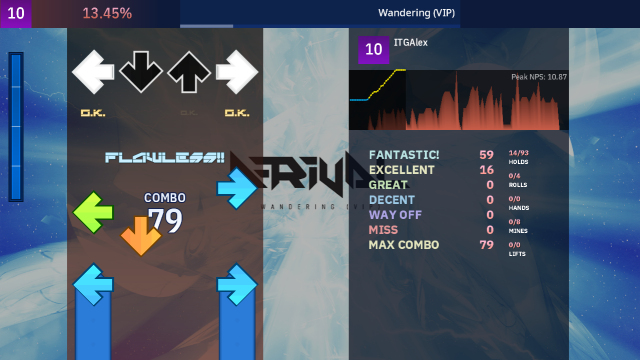 10
13.45%
Wandering (VIP)
10
ITGAlex
Peak NPS: 10.87
O.K.
O.K.
O.K.
FLAWLESS!!
COMBO
79
FANTASTIC! 59
EXCELLENT 16
GREAT 0
DECENT 0
WAY OFF 0
MISS 0
MAX COMBO 79
14/93
HOLDS
0/4
ROLLS
0/0
HANDS
0/8
MINES
0/0
LIFTS
WANDERING